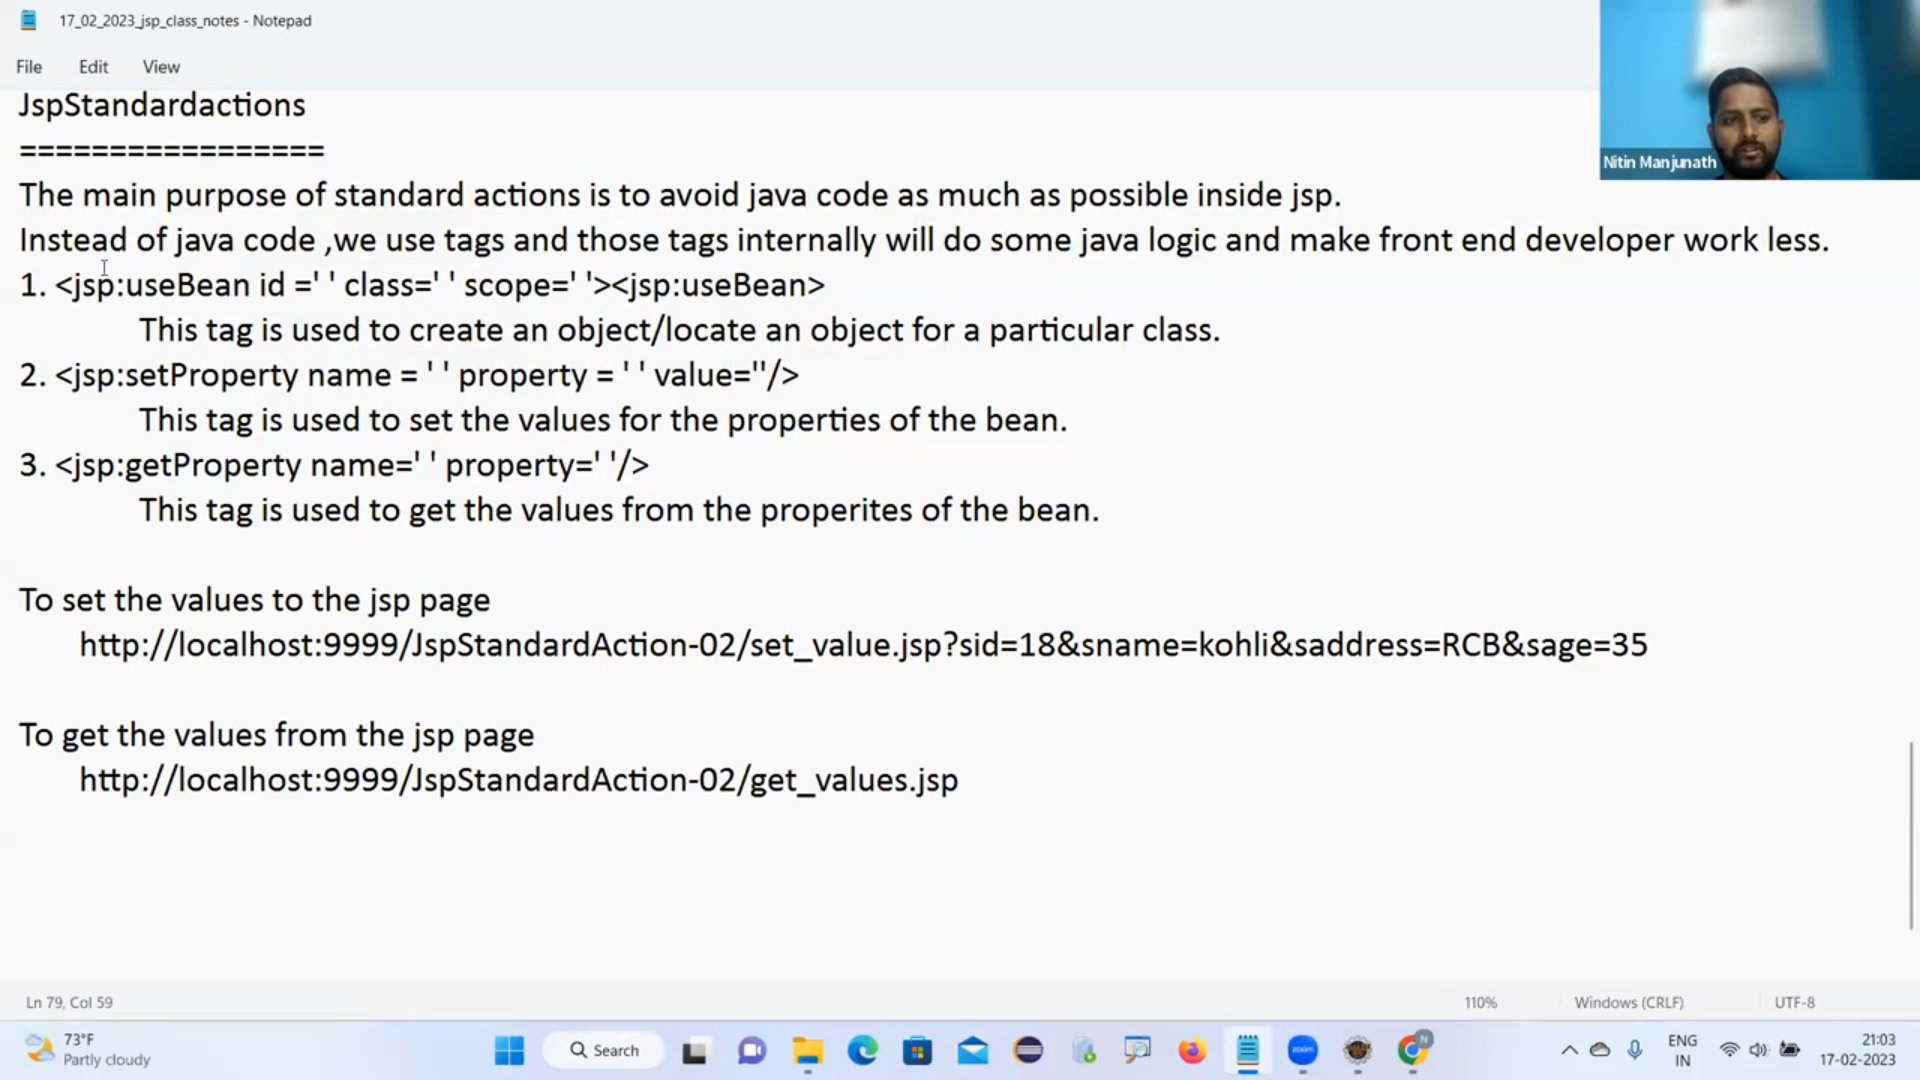 17_02_2023_jsp_class_notes - Notepad
File Edit View
Nitin Manjunath
JspStandardactions
=================
The main purpose of standard actions is to avoid java code as much as possible inside jsp.
Instead of java code ,we use tags and those tags internally will do some java logic and make front end developer work less.
1. <jsp:useBean id =' ' class=' ' scope=' '><jsp:useBean>
This tag is used to create an object/locate an object for a particular class.
2. <jsp:setProperty name = ' ' property = ' ' value=''/>
This tag is used to set the values for the properties of the bean.
3. <jsp:getProperty name=' ' property=' '/>
This tag is used to get the values from the properites of the bean.
To set the values to the jsp page
http://localhost:9999/JspStandardAction-02/set_value.jsp?sid=18&sname=kohli&saddress=RCB&sage=35
To get the values from the jsp page
http://localhost:9999/JspStandardAction-02/get_values.jsp
Ln 79, Col 59 110% Windows (CRLF) UTF-8
73°F
Partly cloudy
Search
zoom
N
ENG
IN
21:03
17-02-2023